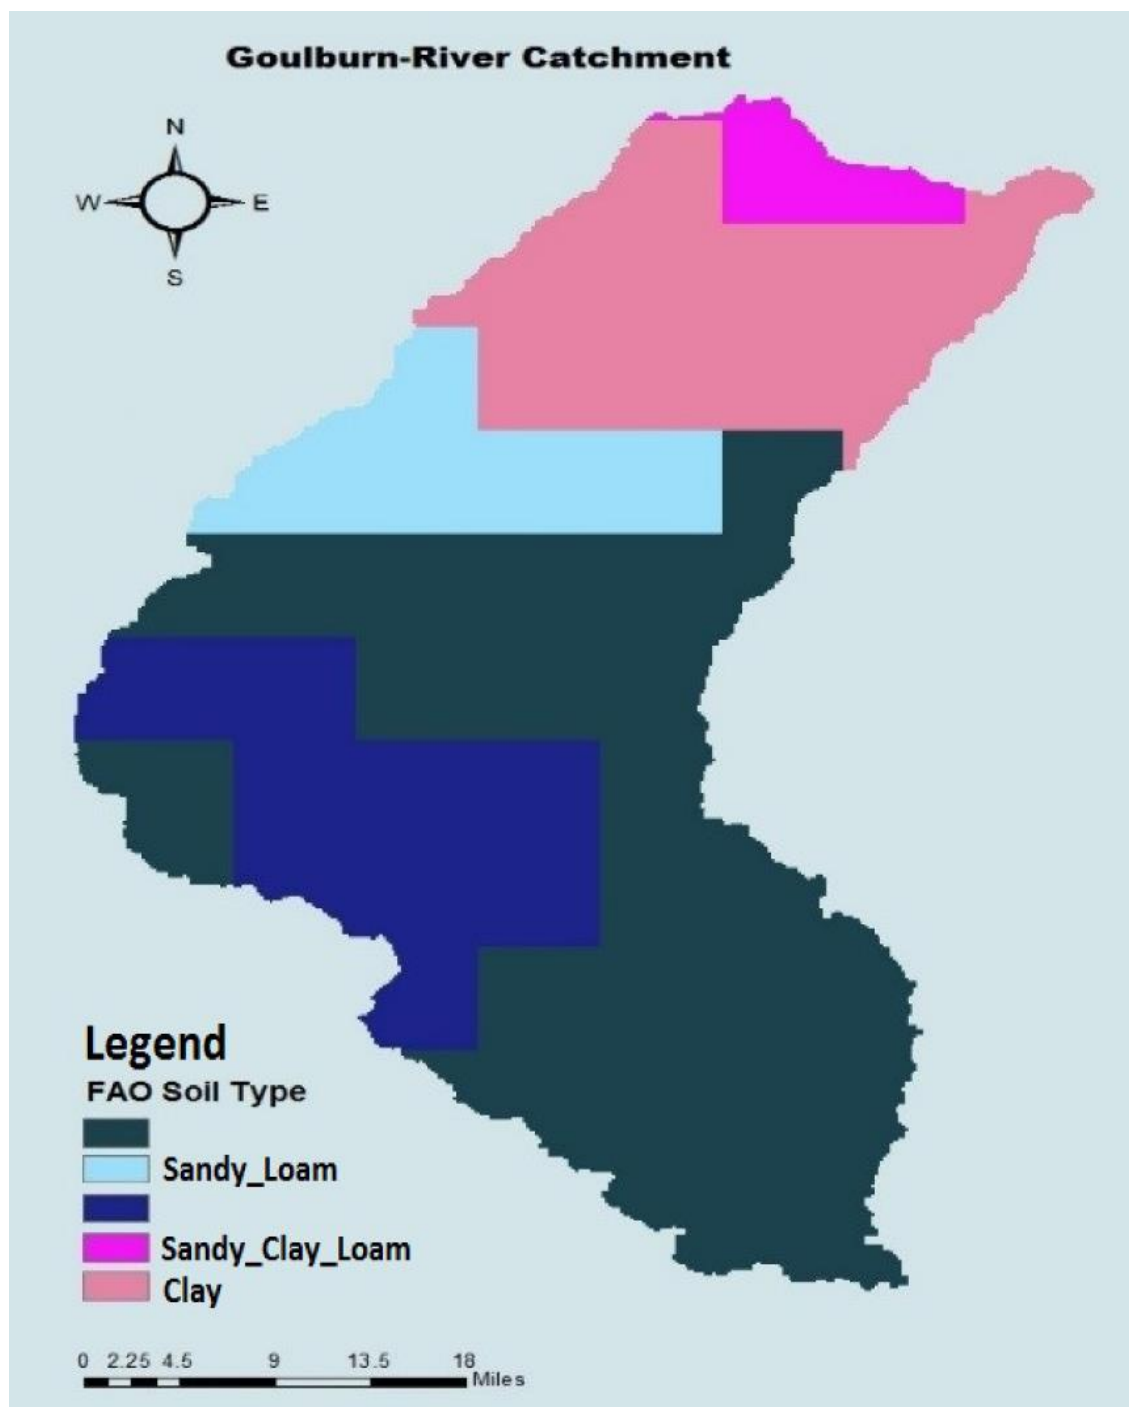 Goulburn-River Catchment
N
W E
S
Legend
FAO Soil Type
Sandy_Loam
Sandy_Clay_Loam
Clay
0 2.25 4.5 9 13.5 18
Miles